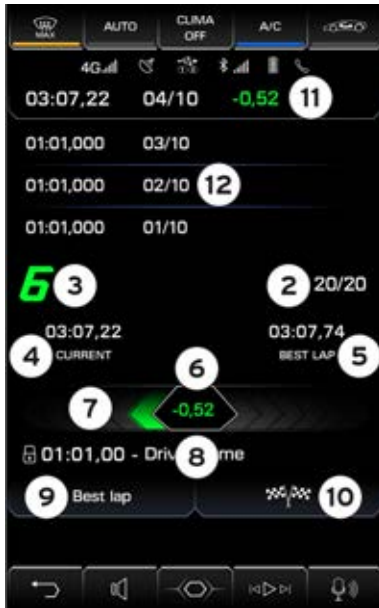 MAX AUTO CLIMA OFF A/C
4G
03:07,22 04/10 -0,52 11
01:01,000 03/10
01:01,000 02/10 12
01:01,000 01/10
6 3 2 20/20
03:07,22 03:07,74
4 CURRENT BEST LAP 5
6
7 -0,52
01:01,00 - Driv 8 me
9 Best lap 10